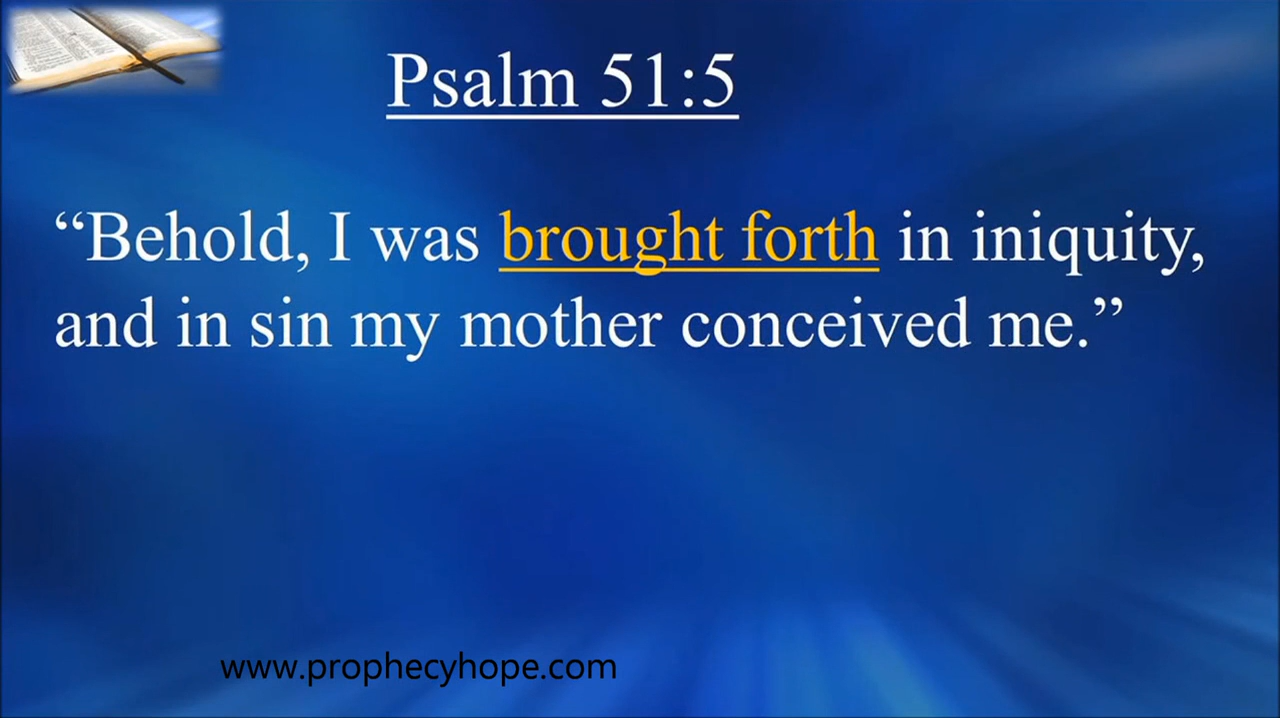 Psalm 51:5
“Behold, I was brought forth in iniquity,
and in sin my mother conceived me.”
www.prophecyhope.com